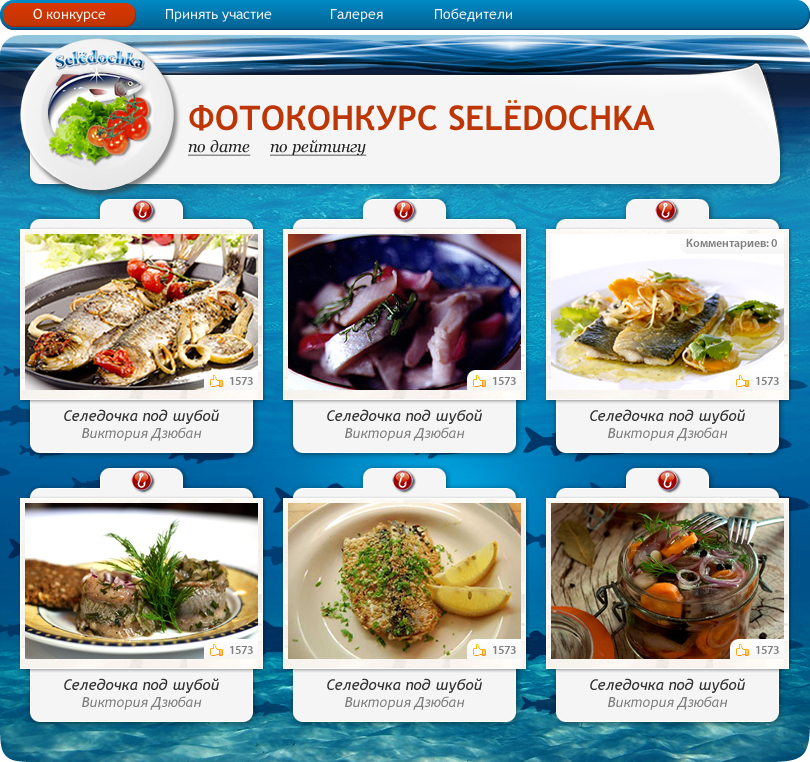 О конкурсе Принять участие Галерея Победители
Selёdochka
ФОТОКОНКУРС SELЁDOCHKA
по дате по рейтингу
Комментариев: 0
1573 1573 1573
Селедочка под шубой Селедочка под шубой Селедочка под шубой
Виктория Дзюбан Виктория Дзюбан Виктория Дзюбан
1573 1573 1573
Селедочка под шубой Селедочка под шубой Селедочка под шубой
Виктория Дзюбан Виктория Дзюбан Виктория Дзюбан